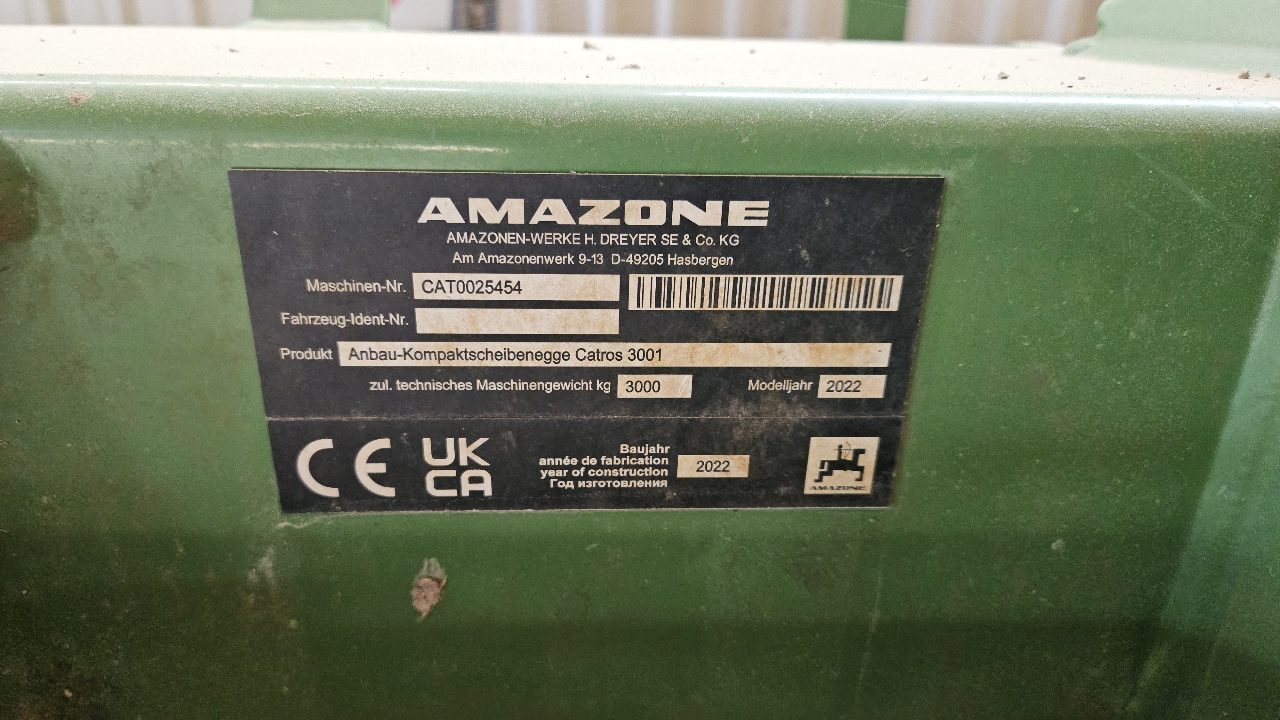 AMAZONE
AMAZONEN-WERKE H. DREYER SE & Co. KG
Am Amazonenwerk 9-13 D-49205 Hasbergen
Maschinen-Nr. CAT0025454
Fahrzeug-Ident-Nr.
Produkt Anbau-Kompaktscheibenegge Catros 3001
zul. technisches Maschinengewicht kg 3000 Modelljahr 2022
CE UK CA
Baujahr
année de fabrication
year of construction
Год изготовления
2022
AMAZONE